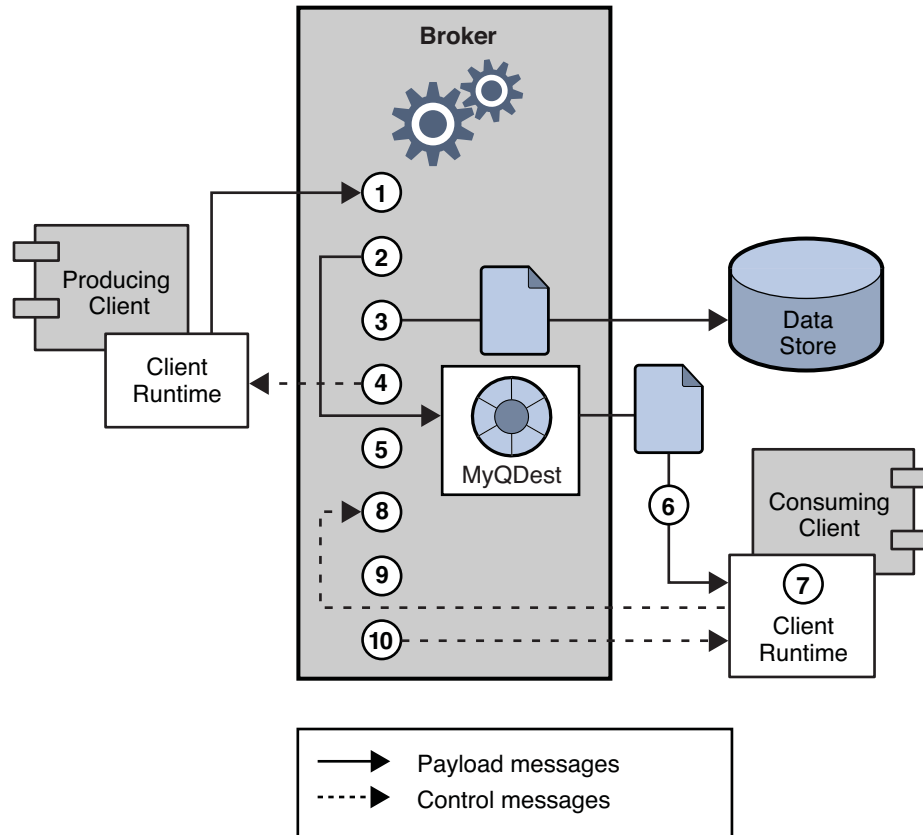 Broker
1
2
Producing
Client
3
Data
Store
Client
Runtime
4
5
MyQDest
6
Consuming
Client
8
9
7
Client
Runtime
10
Payload messages
Control messages